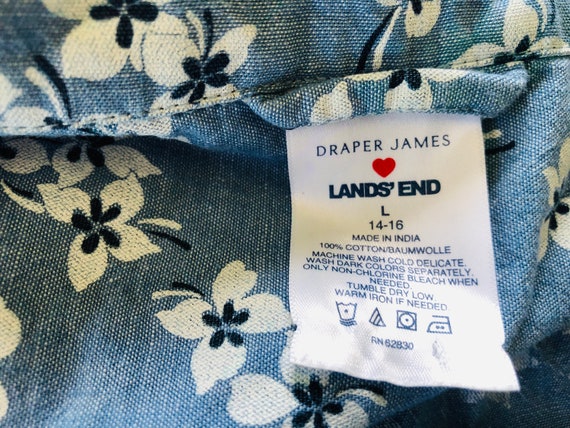 DRAPER JAMES
LANDS' END
L
14-16
MADE IN INDIA
100% COTTON/BAUMWOLLE
MACHINE WASH COLD DELICATE.
WASH DARK COLORS SEPARATELY.
ONLY NON-CHLORINE BLEACH WHEN
NEEDED.
TUMBLE DRY LOW
WARM IRON IF NEEDED.
RN 62830